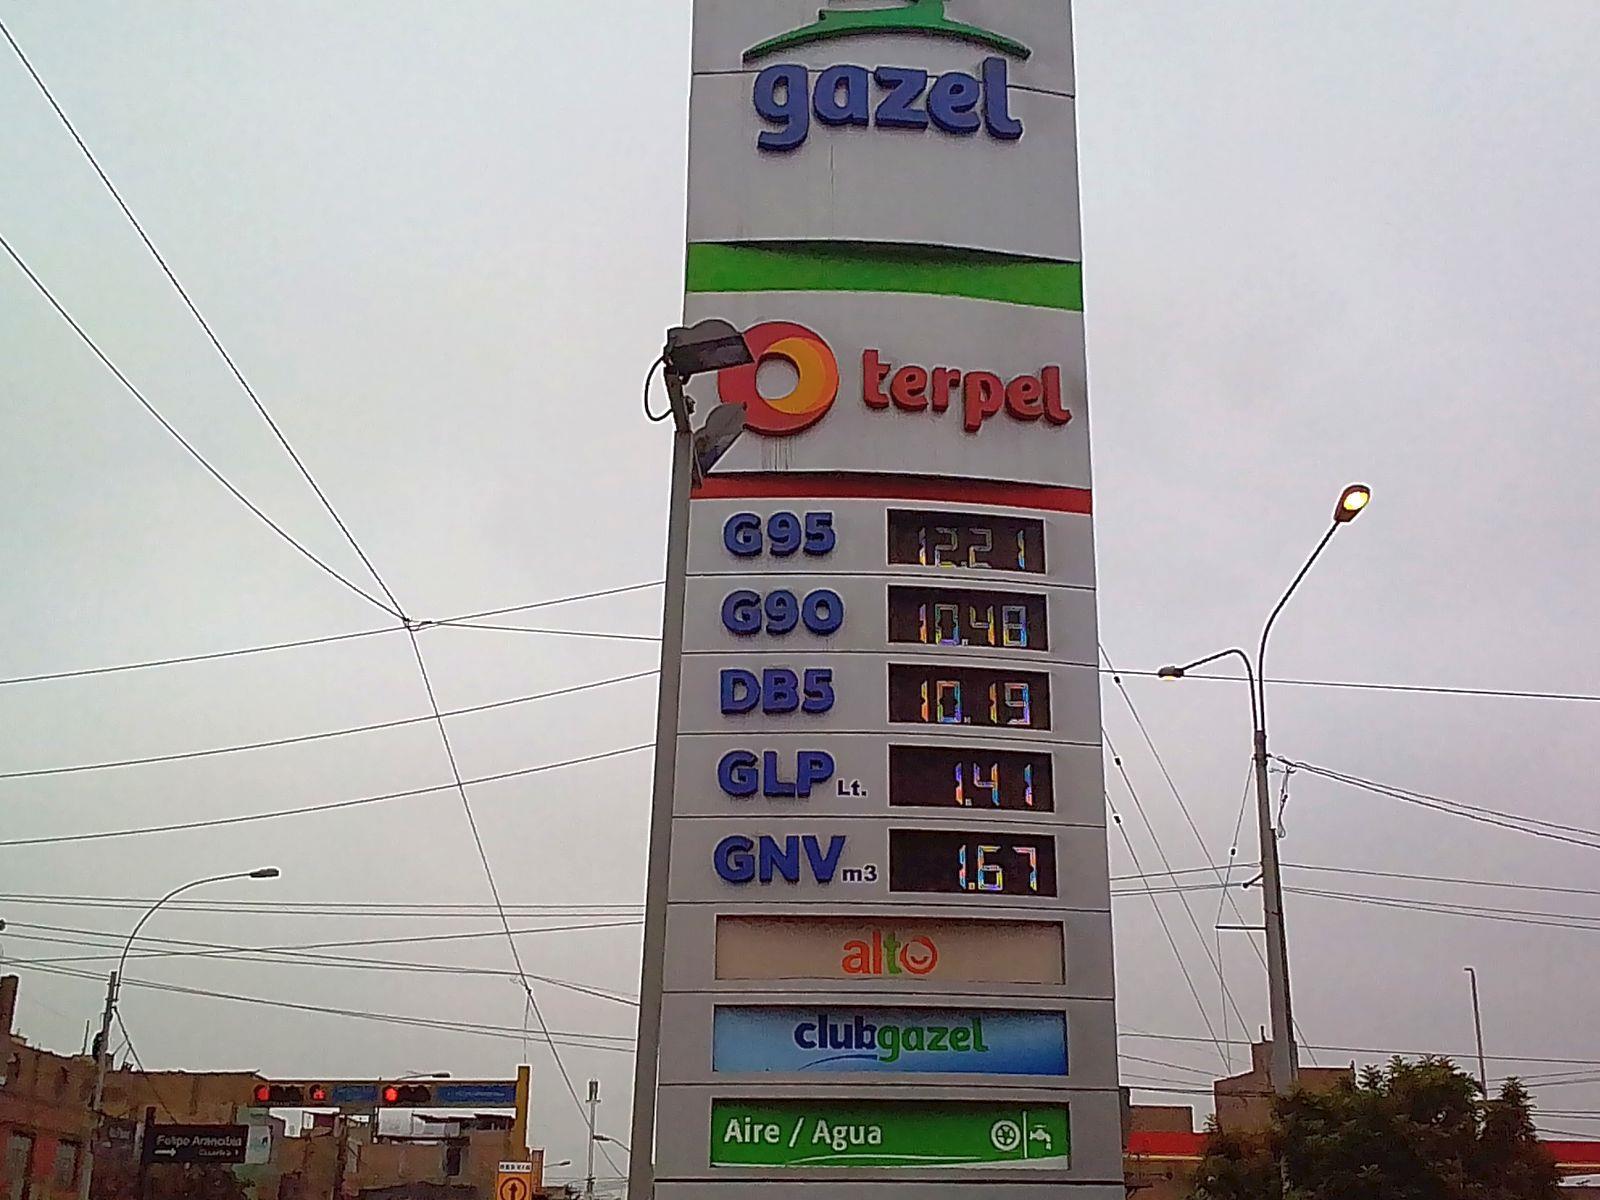 gazel
terpel
G95 12.21
G90 10.48
DB5 10.19
GLP Lt. 1.41
GNV m3 1.67
alto
clubgazel
Aire / Agua
Felipe Arancibia